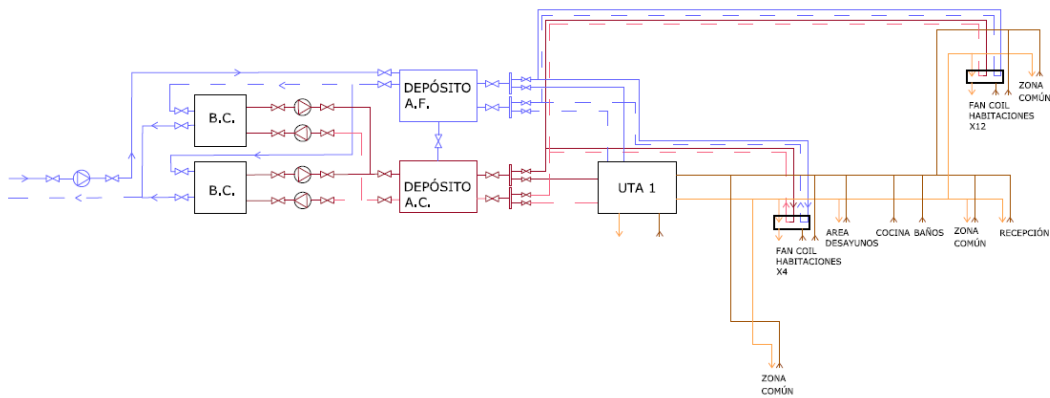 DEPÓSITO
A.F.
ZONA
COMÚN
FAN COIL
HABITACIONES
X12
B.C.
B.C.
DEPÓSITO
A.C.
UTA 1
AREA
DESAYUNOS
COCINA
BAÑOS
ZONA
COMÚN
RECEPCIÓN
FAN COIL
HABITACIONES
X4
ZONA
COMÚN